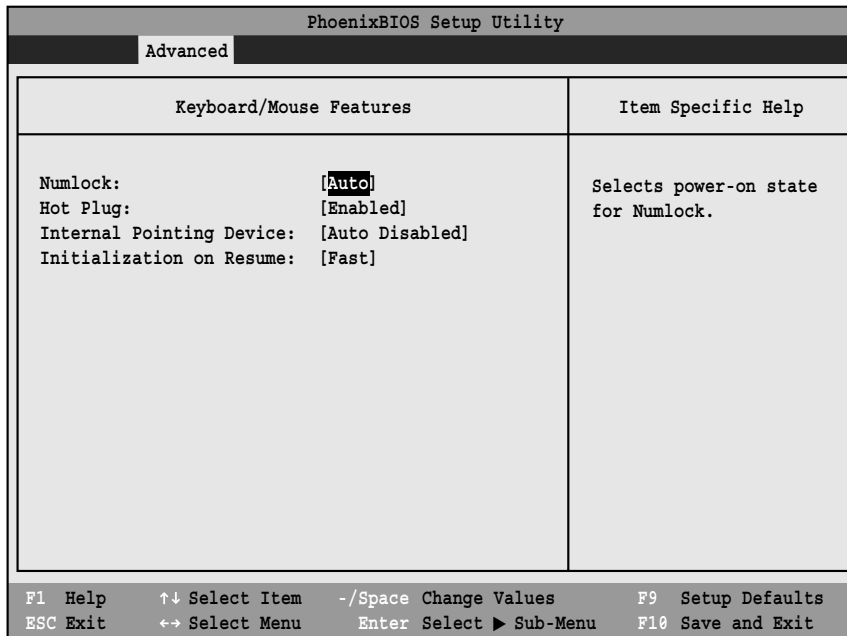 PhoenixBIOS Setup Utility
Advanced
Keyboard/Mouse Features
Item Specific Help
Numlock: [Auto]
Hot Plug: [Enabled]
Internal Pointing Device: [Auto Disabled]
Initialization on Resume: [Fast]
Selects power-on state
for Numlock.
F1 Help ↑↓ Select Item -/Space Change Values F9 Setup Defaults
ESC Exit ←→ Select Menu Enter Select ▶ Sub-Menu F10 Save and Exit